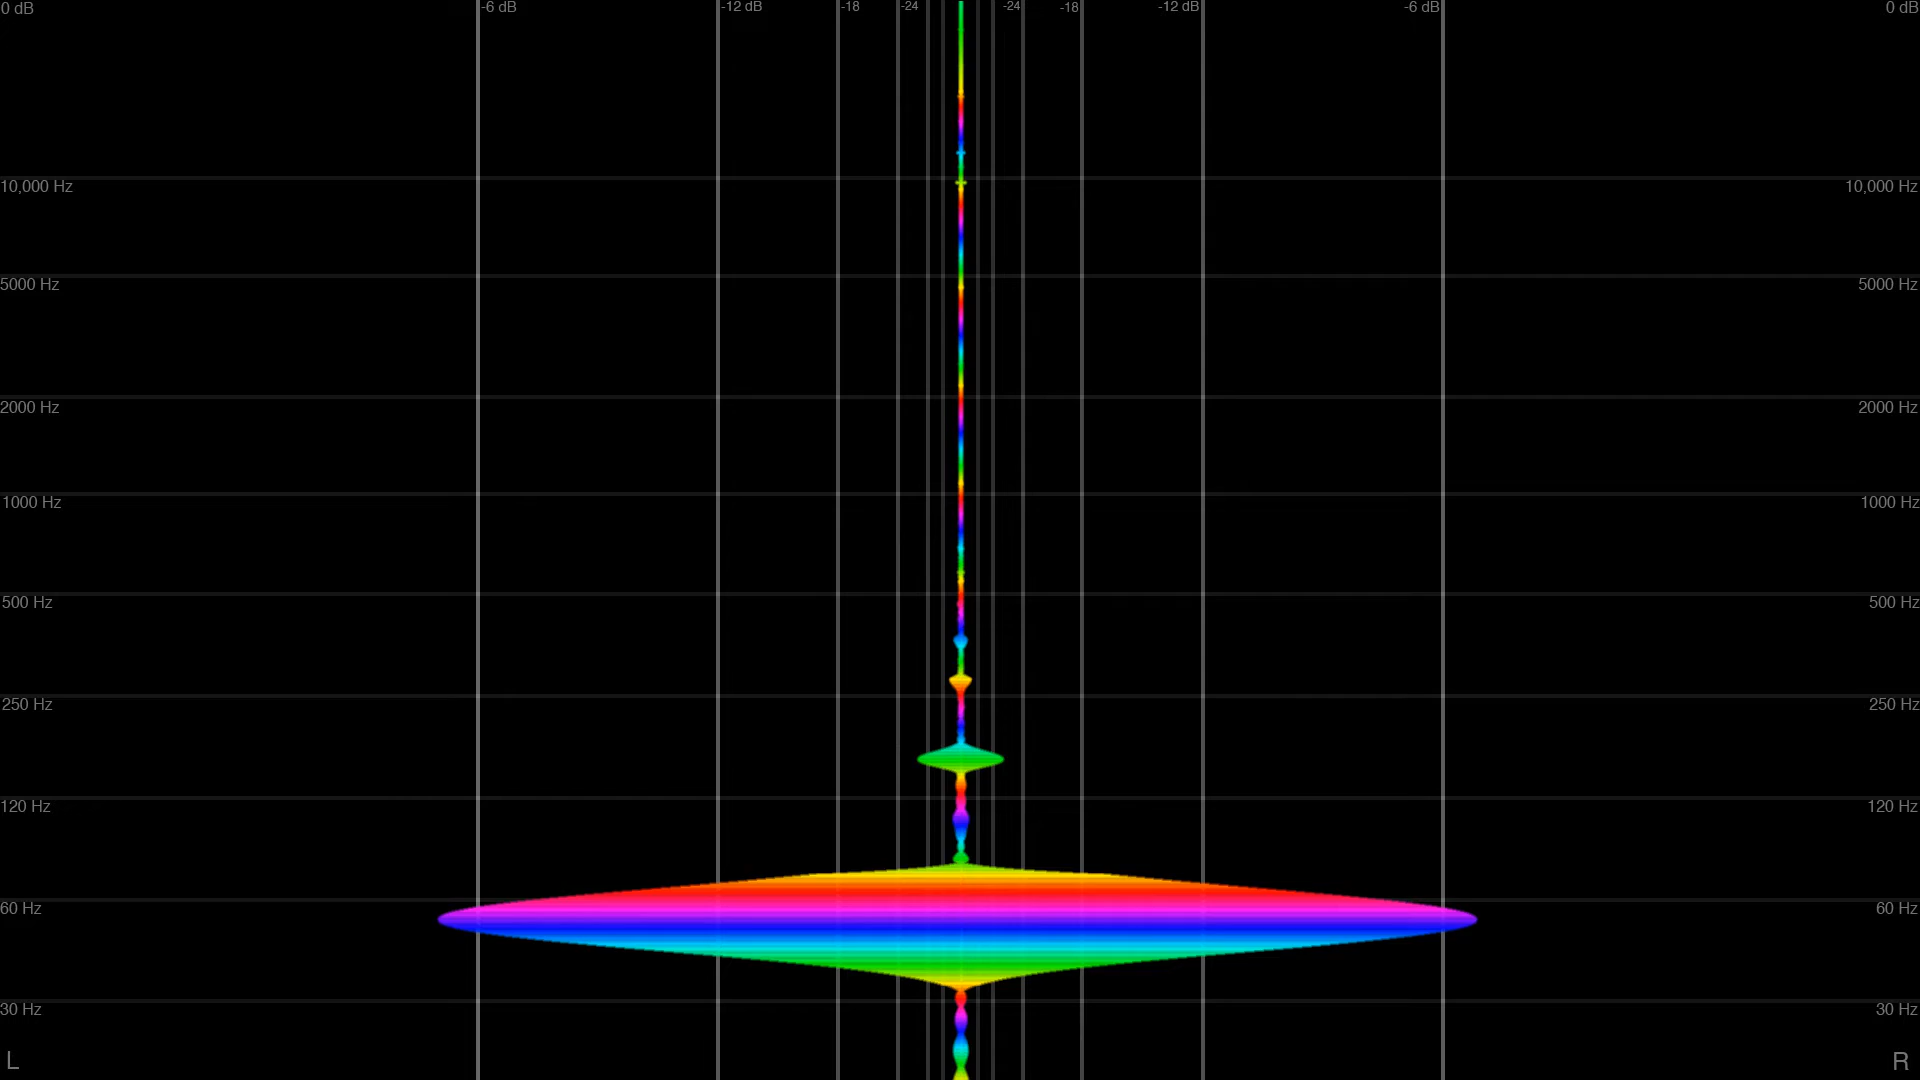 0 dB -6 dB -12 dB -18 -24 -24 -18 -12 dB -6 dB 0 dB
10,000 Hz 10,000 Hz
5000 Hz 5000 Hz
2000 Hz 2000 Hz
1000 Hz 1000 Hz
500 Hz 500 Hz
250 Hz 250 Hz
120 Hz 120 Hz
60 Hz 60 Hz
30 Hz 30 Hz
L R